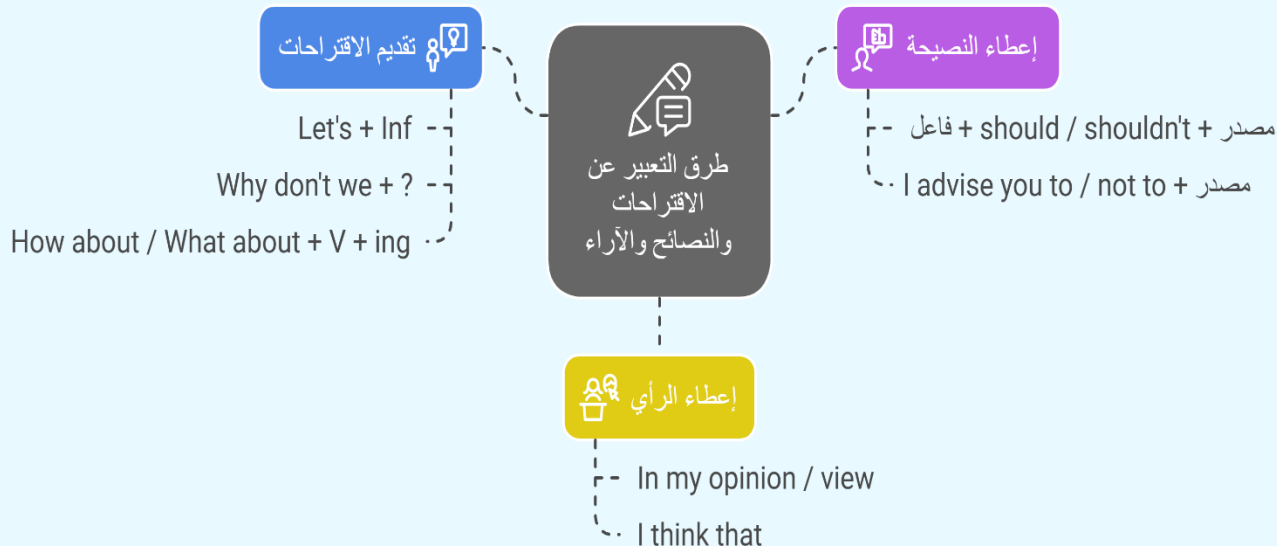 إعطاء النصيحة
فاعل + should / shouldn't + مصدر
I advise you to / not to + مصدر
طرق التعبير عن
الاقتراحات
والنصائح والآراء
تقديم الاقتراحات
Let's + Inf
Why don't we + ?
How about / What about + V + ing
إعطاء الرأي
In my opinion / view
I think that